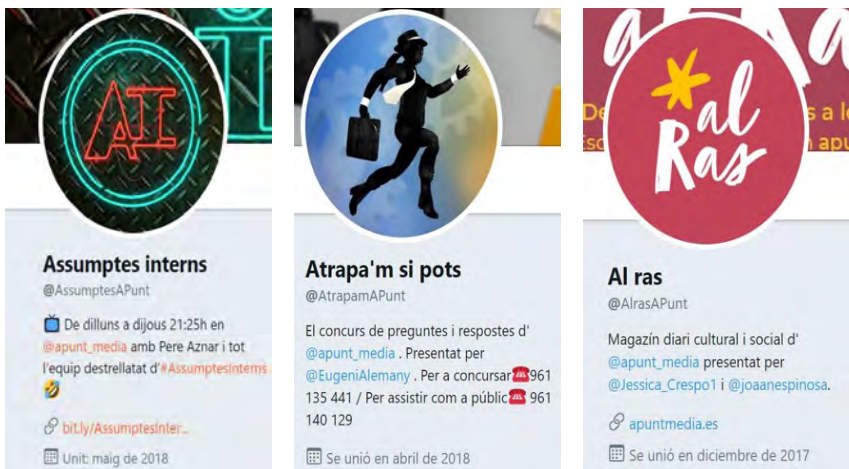 AI
Assumptes interns
@AssumptesAPunt
De dilluns a dijous 21:25h en
@apunt_media amb Pere Aznar i tot
l'equip destrellatat d'#AssumptesInterns
bit.ly/AssumptesInter...
Unit: maig de 2018
Atrapa'm si pots
@AtrapamAPunt
El concurs de preguntes i respostes d'
@apunt_media . Presentat per
@EugeniAlemany . Per a concursar☎961
135 441 / Per assistir com a públic☎ 961
140 129
Se unió en abril de 2018
al
Ras
Al ras
@AlrasAPunt
Magazín diari cultural i social d'
@apunt_media presentat per
@Jessica_Crespo1 i @joaanespinosa.
apuntmedia.es
Se unió en diciembre de 2017